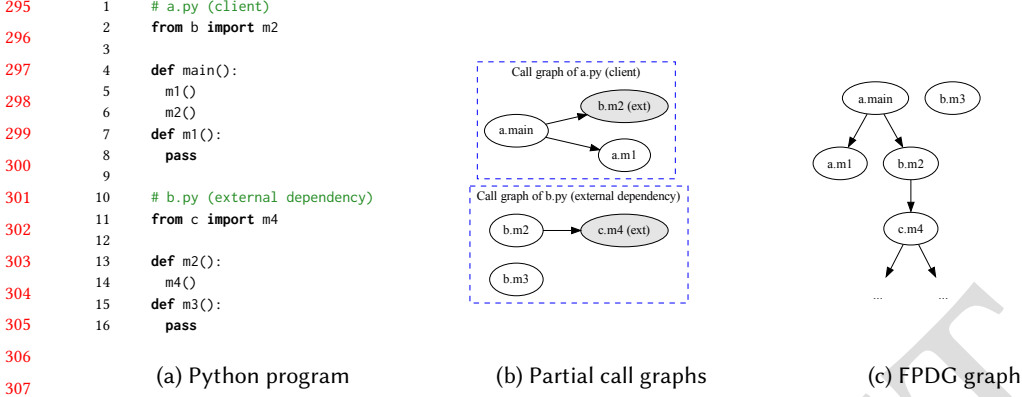 295
296
297
298
299
300
301
302
303
304
305
306
307
1 # a.py (client)
2 from b import m2
3
4 def main():
5 m1()
6 m2()
7 def m1():
8 pass
9
10 # b.py (external dependency)
11 from c import m4
12
13 def m2():
14 m4()
15 def m3():
16 pass
(a) Python program
Call graph of a.py (client)
b.m2 (ext)
a.main
a.m1
Call graph of b.py (external dependency)
b.m2
c.m4 (ext)
b.m3
(b) Partial call graphs
a.main
b.m3
a.m1
b.m2
c.m4
... ...
(c) FPDG graph